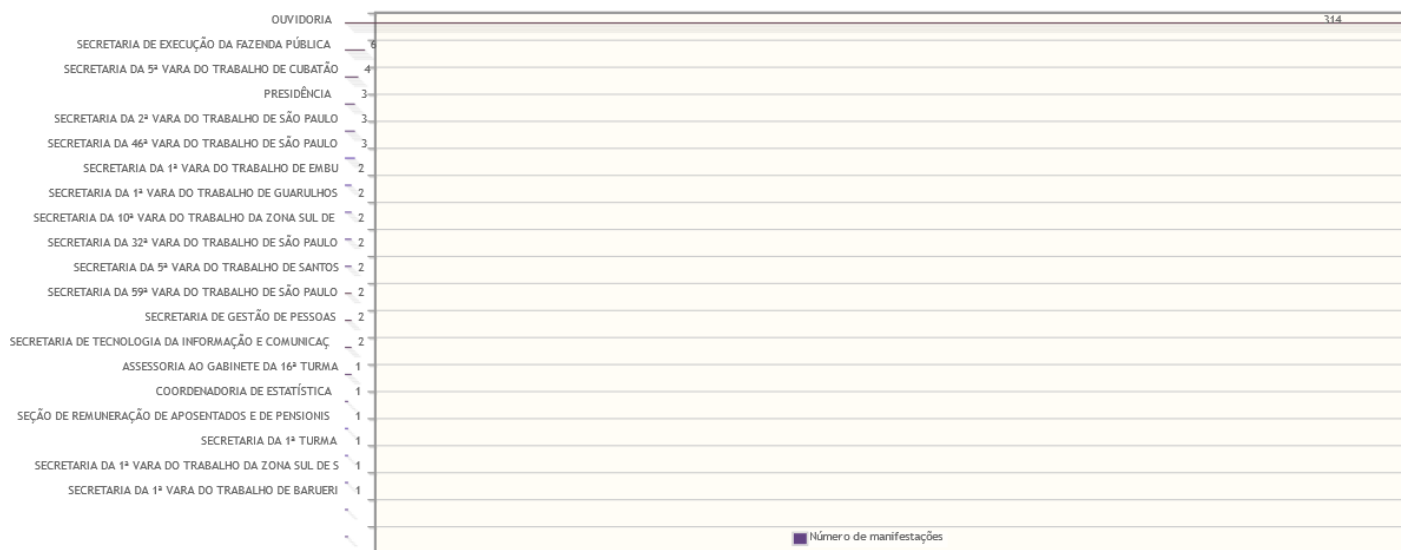 OUVIDORIA 314
SECRETARIA DE EXECUÇÃO DA FAZENDA PÚBLICA 6
SECRETARIA DA 5ª VARA DO TRABALHO DE CUBATÃO 4
PRESIDÊNCIA 3
SECRETARIA DA 2ª VARA DO TRABALHO DE SÃO PAULO 3
SECRETARIA DA 46ª VARA DO TRABALHO DE SÃO PAULO 3
SECRETARIA DA 1ª VARA DO TRABALHO DE EMBU 2
SECRETARIA DA 1ª VARA DO TRABALHO DE GUARULHOS 2
SECRETARIA DA 10ª VARA DO TRABALHO DA ZONA SUL DE 2
SECRETARIA DA 32ª VARA DO TRABALHO DE SÃO PAULO 2
SECRETARIA DA 5ª VARA DO TRABALHO DE SANTOS 2
SECRETARIA DA 59ª VARA DO TRABALHO DE SÃO PAULO 2
SECRETARIA DE GESTÃO DE PESSOAS 2
SECRETARIA DE TECNOLOGIA DA INFORMAÇÃO E COMUNICAÇ 2
ASSESSORIA AO GABINETE DA 16ª TURMA 1
COORDENADORIA DE ESTATÍSTICA 1
SEÇÃO DE REMUNERAÇÃO DE APOSENTADOS E DE PENSIONIS 1
SECRETARIA DA 1ª TURMA 1
SECRETARIA DA 1ª VARA DO TRABALHO DA ZONA SUL DE S 1
SECRETARIA DA 1ª VARA DO TRABALHO DE BARUERI 1
Número de manifestações